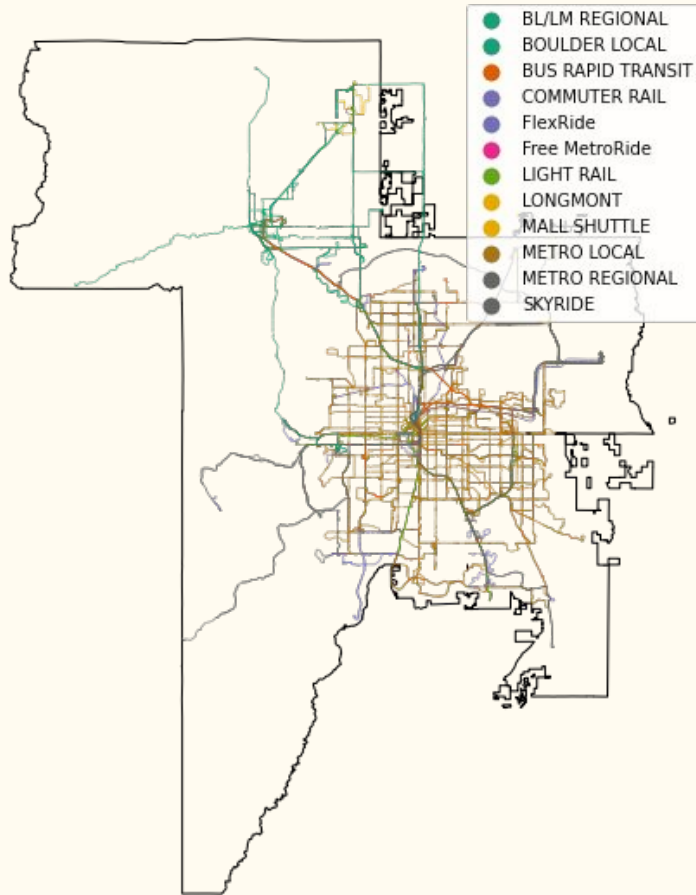 BL/LM REGIONAL
BOULDER LOCAL
BUS RAPID TRANSIT
COMMUTER RAIL
FlexRide
Free MetroRide
LIGHT RAIL
LONGMONT
MALL SHUTTLE
METRO LOCAL
METRO REGIONAL
SKYRIDE